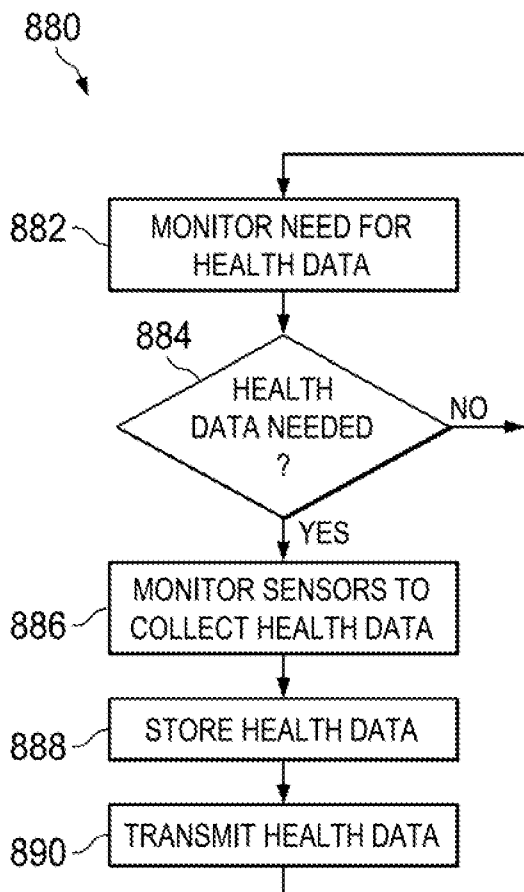 880
882
MONITOR NEED FOR
HEALTH DATA
884
HEALTH
DATA NEEDED
?
NO
YES
886
MONITOR SENSORS TO
COLLECT HEALTH DATA
888
STORE HEALTH DATA
890
TRANSMIT HEALTH DATA